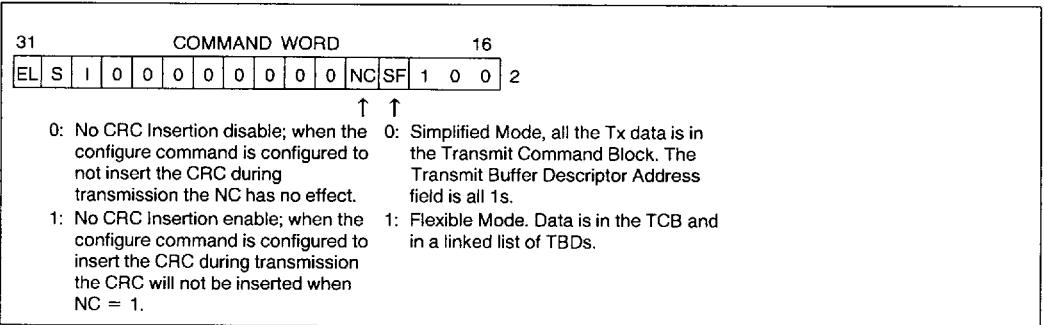 31 COMMAND WORD 16
EL S I 0 0 0 0 0 0 0 0 NC SF 1 0 0 2
↑ ↑
0: No CRC Insertion disable; when the
configure command is configured to
not insert the CRC during
transmission the NC has no effect.
1: No CRC Insertion enable; when the
configure command is configured to
insert the CRC during transmission
the CRC will not be inserted when
NC = 1.
0: Simplified Mode, all the Tx data is in
the Transmit Command Block. The
Transmit Buffer Descriptor Address
field is all 1s.
1: Flexible Mode. Data is in the TCB and
in a linked list of TBDs.